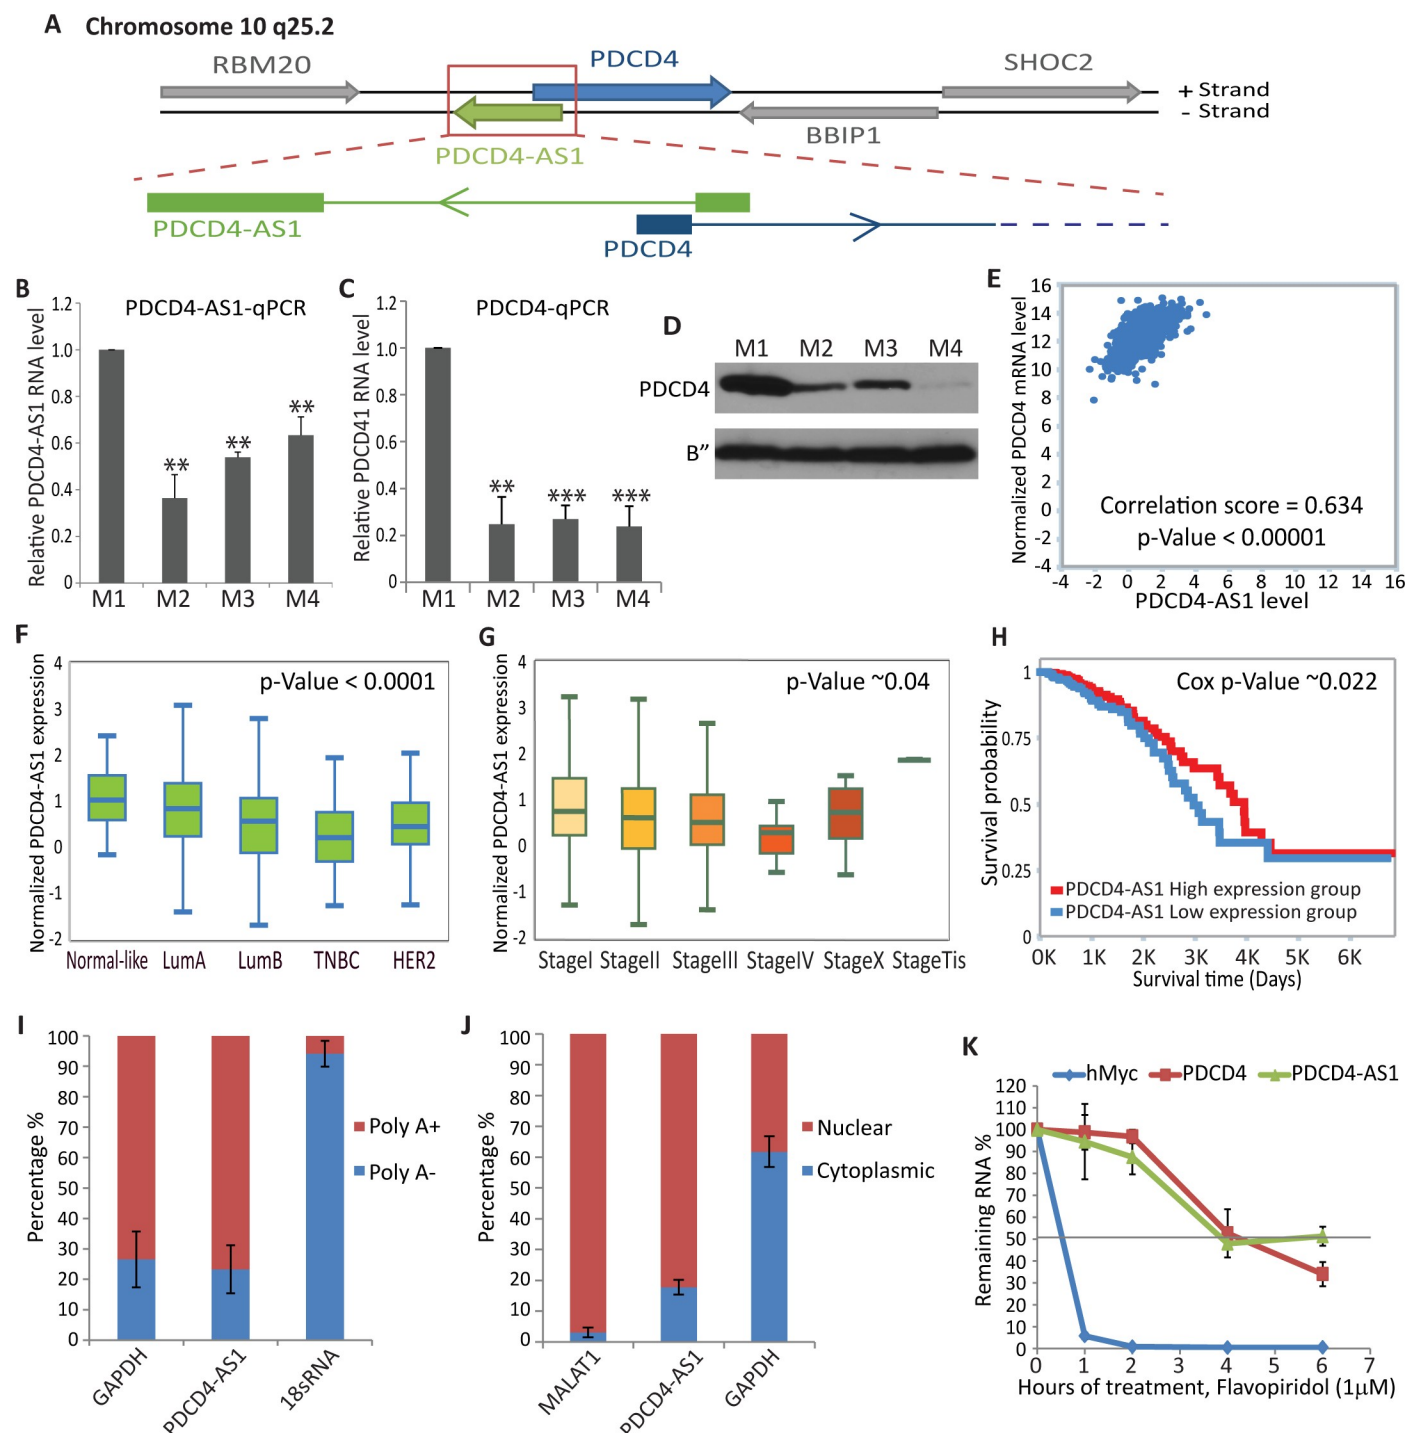 A Chromosome 10 q25.2
RBM20
PDCD4
SHOC2
+ Strand
- Strand
BBIP1
PDCD4-AS1
PDCD4-AS1
PDCD4
B
PDCD4-AS1-qPCR
Relative PDCD4-AS1 RNA level
1.2
1.0
0.8
0.6
0.4
0.2
0
**
**
**
M1 M2 M3 M4
C
PDCD4-qPCR
Relative PDCD41 RNA level
1.2
1.0
0.8
0.6
0.4
0.2
0
**
***
***
M1 M2 M3 M4
D
M1 M2 M3 M4
PDCD4
B”
E
Normalized PDCD4 mRNA level
16
14
12
10
8
6
4
2
0
-2
-4
Correlation score = 0.634
p-Value < 0.00001
-4 -2 0 2 4 6 8 10 12 14 16
PDCD4-AS1 level
F
Normalized PDCD4-AS1 expression
p-Value < 0.0001
4
3
2
1
0
-1
-2
Normal-like LumA LumB TNBC HER2
G
Normalized PDCD4-AS1 expression
p-Value ~0.04
4
3
2
1
0
-1
-2
StageI StageII StageIII StageIV StageX StageTis
H
Survival probability
Cox p-Value ~0.022
1
0.75
0.5
0.25
0
PDCD4-AS1 High expression group
PDCD4-AS1 Low expression group
0K 1K 2K 3K 4K 5K 6K
Survival time (Days)
I
Percentage %
100
90
80
70
60
50
40
30
20
10
0
Poly A+
Poly A-
GAPDH
PDCD4-AS1
18sRNA
J
Percentage %
100
90
80
70
60
50
40
30
20
10
0
Nuclear
Cytoplasmic
MALAT1
PDCD4-AS1
GAPDH
K
hMyc PDCD4 PDCD4-AS1
Remaining RNA %
120
110
100
90
80
70
60
50
40
30
20
10
0
0 1 2 3 4 5 6 7
Hours of treatment, Flavopiridol (1µM)